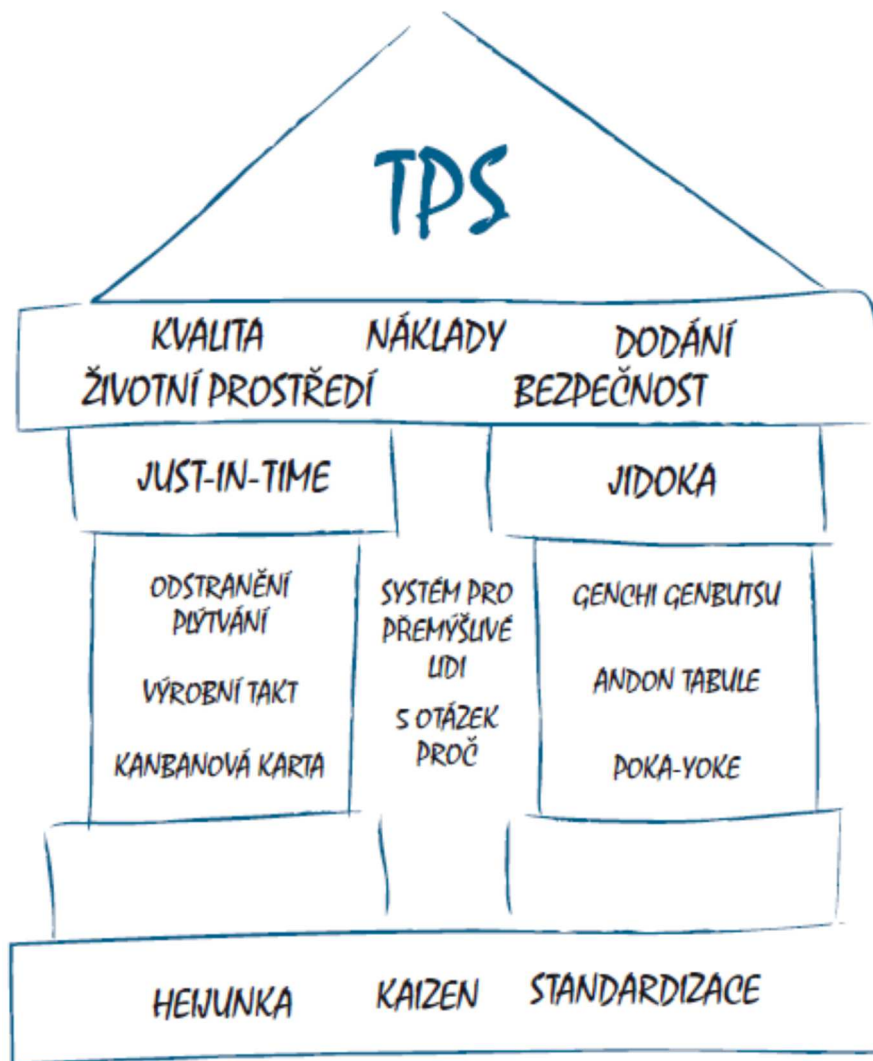 TPS
KVALITA NÁKLADY DODÁNÍ
ŽIVOTNÍ PROSTŘEDÍ BEZPEČNOST
JUST-IN-TIME
JIDOKA
ODSTRANĚNÍ
PLÝTVÁNÍ
VÝROBNÍ TAKT
KANBANOVÁ KARTA
SYSTÉM PRO
PŘEMÝŠLIVÉ
LIDI
5 OTÁZEK
PROČ
GENCHI GENBUTSU
ANDON TABULE
POKA-YOKE
HEIJUNKA KAIZEN STANDARDIZACE